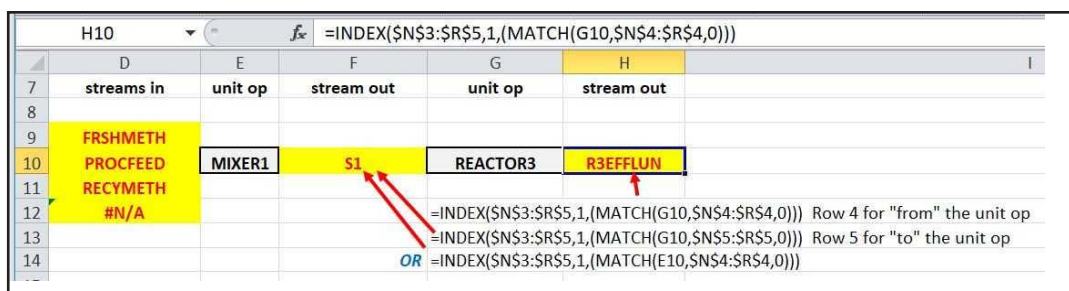 H10 fx =INDEX($N$3:$R$5,1,(MATCH(G10,$N$4:$R$4,0)))
D E F G H I
7 streams in unit op stream out unit op stream out
8
9 FRSHMETH
10 PROCFEED MIXER1 S1 REACTOR3 R3EFFLUN
11 RECYMETH
12 #N/A =INDEX($N$3:$R$5,1,(MATCH(G10,$N$4:$R$4,0))) Row 4 for "from" the unit op
13 =INDEX($N$3:$R$5,1,(MATCH(G10,$N$5:$R$5,0))) Row 5 for "to" the unit op
14 OR =INDEX($N$3:$R$5,1,(MATCH(E10,$N$4:$R$4,0)))